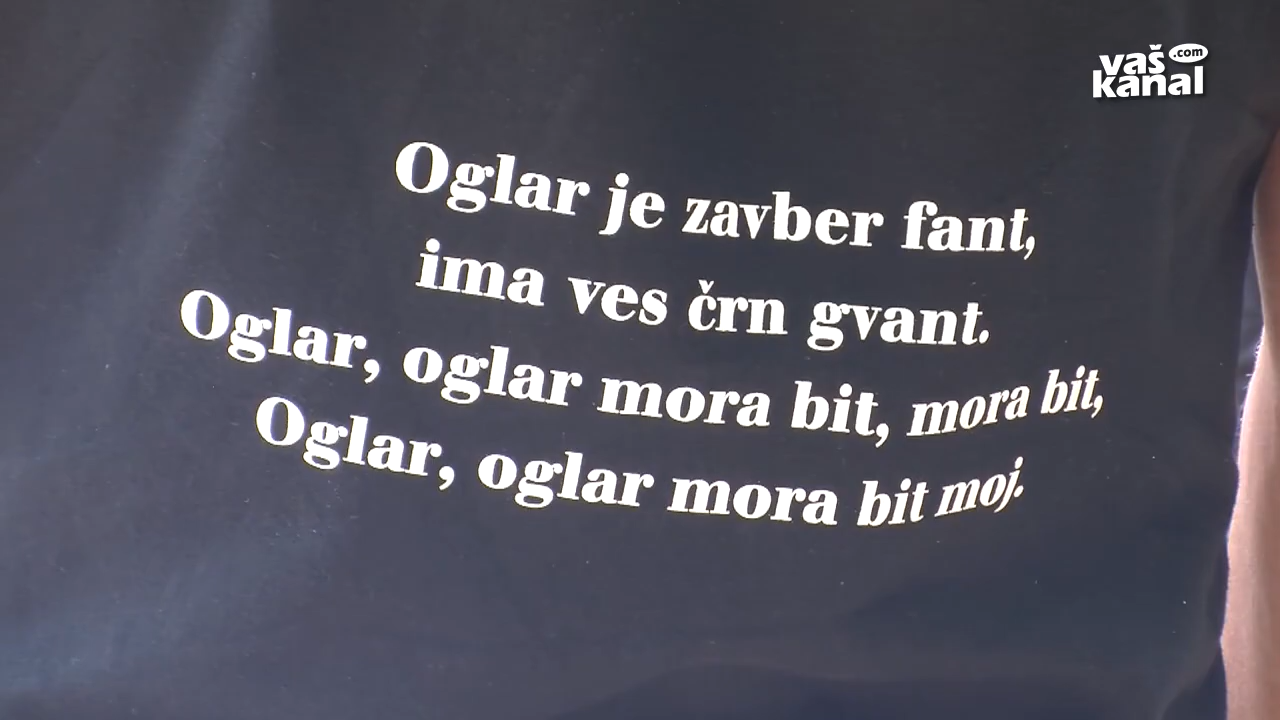 vaš .com
kanal
Oglar je zavber fant,
ima ves črn gvant.
Oglar, oglar mora bit, mora bit,
Oglar, oglar mora bit moj.